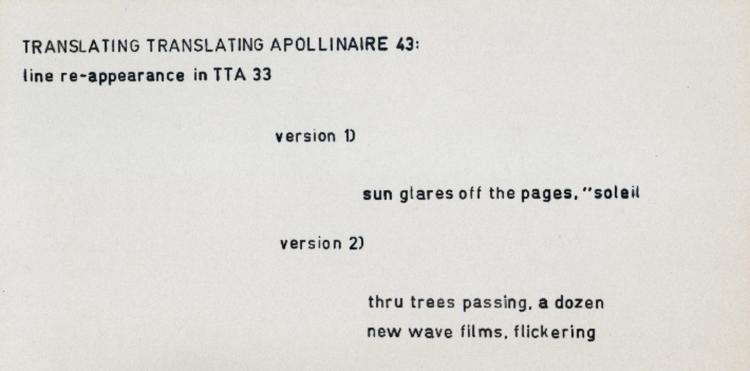 TRANSLATING TRANSLATING APOLLINAIRE 43:
line re-appearance in TTA 33
version 1)
sun glares off the pages, "soleil
version 2)
thru trees passing, a dozen
new wave films, flickering